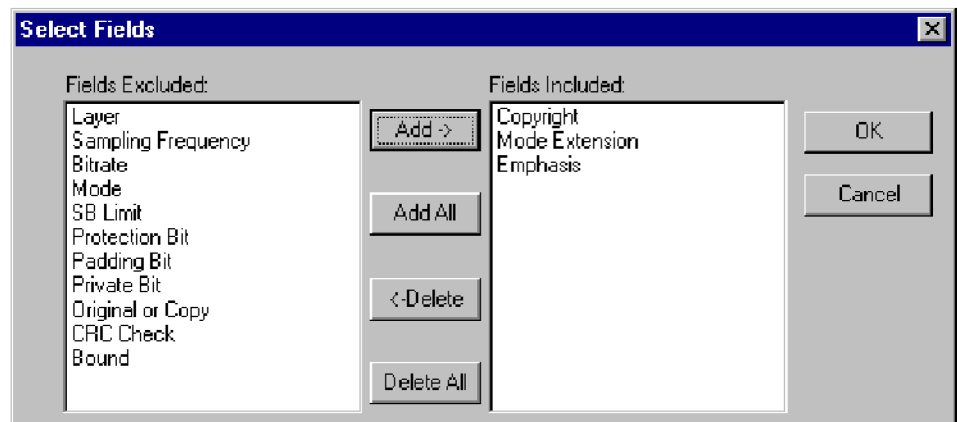 Select Fields
Fields Excluded:
Layer
Sampling Frequency
Bitrate
Mode
SB Limit
Protection Bit
Padding Bit
Private Bit
Original or Copy
CRC Check
Bound
Add ->
Add All
<-Delete
Delete All
Fields Included:
Copyright
Mode Extension
Emphasis
OK
Cancel